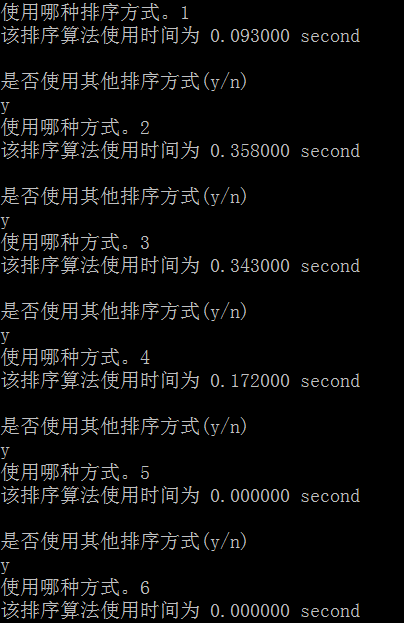 使用哪种排序方式。1
该排序算法使用时间为 0.093000 second
是否使用其他排序方式(y/n)
y
使用哪种方式。2
该排序算法使用时间为 0.358000 second
是否使用其他排序方式(y/n)
y
使用哪种方式。3
该排序算法使用时间为 0.343000 second
是否使用其他排序方式(y/n)
y
使用哪种方式。4
该排序算法使用时间为 0.172000 second
是否使用其他排序方式(y/n)
y
使用哪种方式。5
该排序算法使用时间为 0.000000 second
是否使用其他排序方式(y/n)
y
使用哪种方式。6
该排序算法使用时间为 0.000000 second